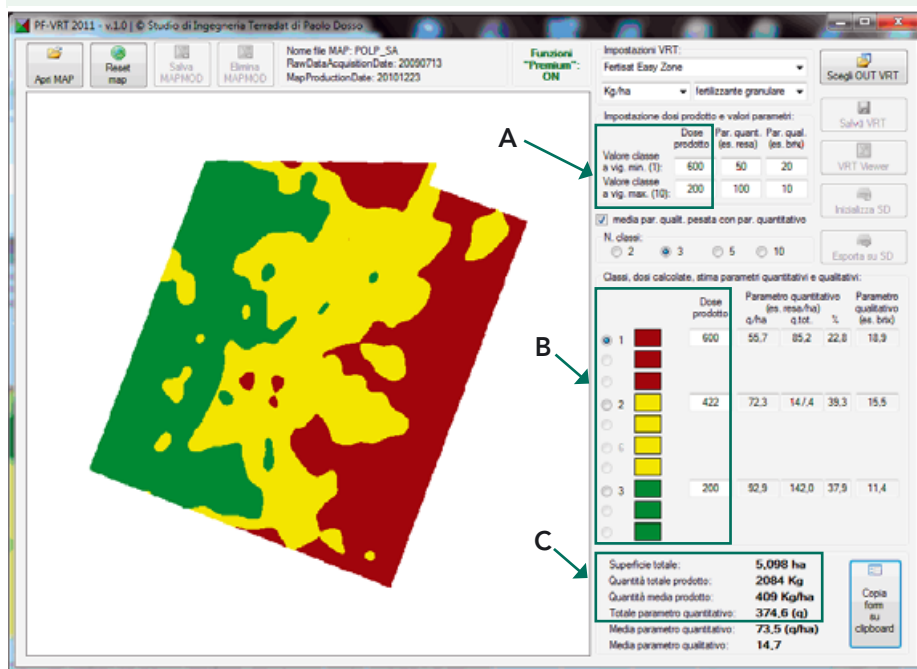 PF-VRT 2011 - v.1.0 | © Studio di Ingegneria Terradat di Paolo Dosso
Apri MAP
Reset map
Salva MAPMOD
Elimina MAPMOD
Nome file MAP: POLP_SA
RawDataAcquisitionDate: 20090713
MapProductionDate: 20101223
Funzioni "Premium": ON
Impostazioni VRT:
Fertisat Easy Zone
Kg/ha fertilizzante granulare
Scegli OUT VRT
Salva VRT
VRT Viewer
Inizializza SD
Esporta su SD
A
Impostazione dosi prodotto e valori parametri:
Dose Par. quant. Par. qual.
prodotto (es. resa) (es. brix)
Valore classe
a vig. min. (1): 600 50 20
Valore classe
a vig. max. (10): 200 100 10
media par. qualit. pesata con par. quantitativo
N. classi:
2 3 5 10
Classi, dosi calcolate, stima parametri quantitativi e qualitativi:
B
Dose Parametro quantitativo Parametro
prodotto (es. resa/ha) qualitativo
q/ha q.tot. % (es. brix)
1 600 55,7 85,2 22,8 18,9
2 422 72,3 147,4 39,3 15,5
6
3 200 92,9 142,0 37,9 11,4
C
Superficie totale: 5,098 ha
Quantità totale prodotto: 2084 Kg
Quantità media prodotto: 409 Kg/ha
Totale parametro quantitativo: 374,6 (q)
Media parametro quantitativo: 73,5 (q/ha)
Media parametro qualitativo: 14,7
Copia
form
su
clipboard